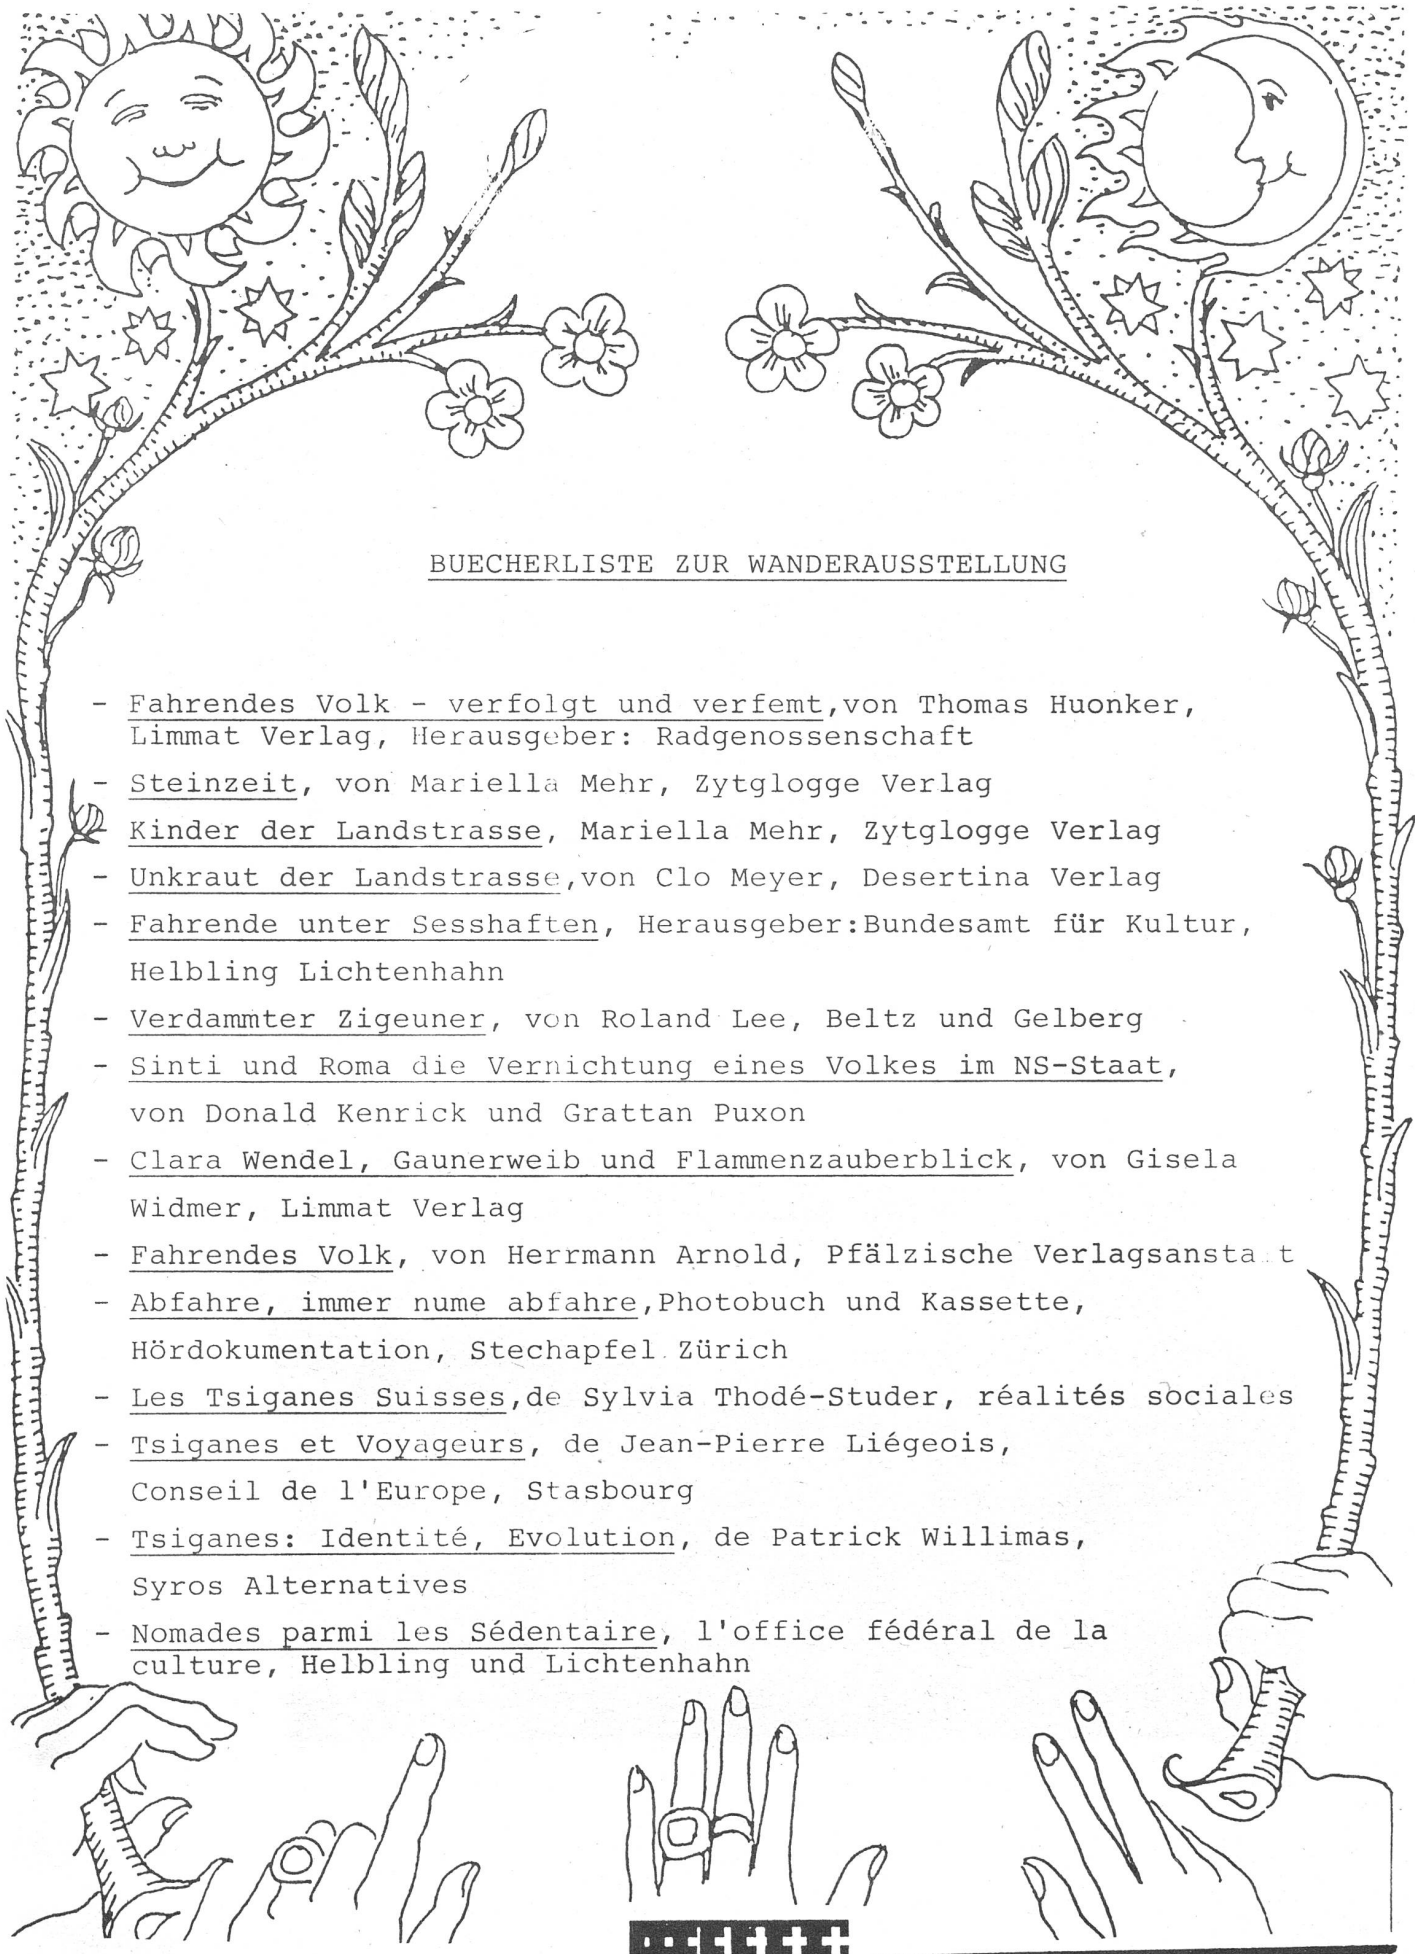 BUECHERLISTE ZUR WANDERAUSSTELLUNG
- Fahrendes Volk - verfolgt und verfemt,von Thomas Huonker,
Limmat Verlag, Herausgeber: Radgenossenschaft
- Steinzeit, von Mariella Mehr, Zytglogge Verlag
- Kinder der Landstrasse, Mariella Mehr, Zytglogge Verlag
- Unkraut der Landstrasse,von Clo Meyer, Desertina Verlag
- Fahrende unter Sesshaften, Herausgeber:Bundesamt für Kultur,
Helbling Lichtenhahn
- Verdammter Zigeuner, von Roland Lee, Beltz und Gelberg
- Sinti und Roma die Vernichtung eines Volkes im NS-Staat,
von Donald Kenrick und Grattan Puxon
- Clara Wendel, Gaunerweib und Flammenzauberblick, von Gisela
Widmer, Limmat Verlag
- Fahrendes Volk, von Herrmann Arnold, Pfälzische Verlagsanstalt
- Abfahre, immer nume abfahre,Photobuch und Kassette,
Hördokumentation, Stechapfel Zürich
- Les Tsiganes Suisses,de Sylvia Thodé-Studer, réalités sociales
- Tsiganes et Voyageurs, de Jean-Pierre Liégeois,
Conseil de l'Europe, Stasbourg
- Tsiganes: Identité, Evolution, de Patrick Willimas,
Syros Alternatives
- Nomades parmi les Sédentaire, l'office fédéral de la
culture, Helbling und Lichtenhahn